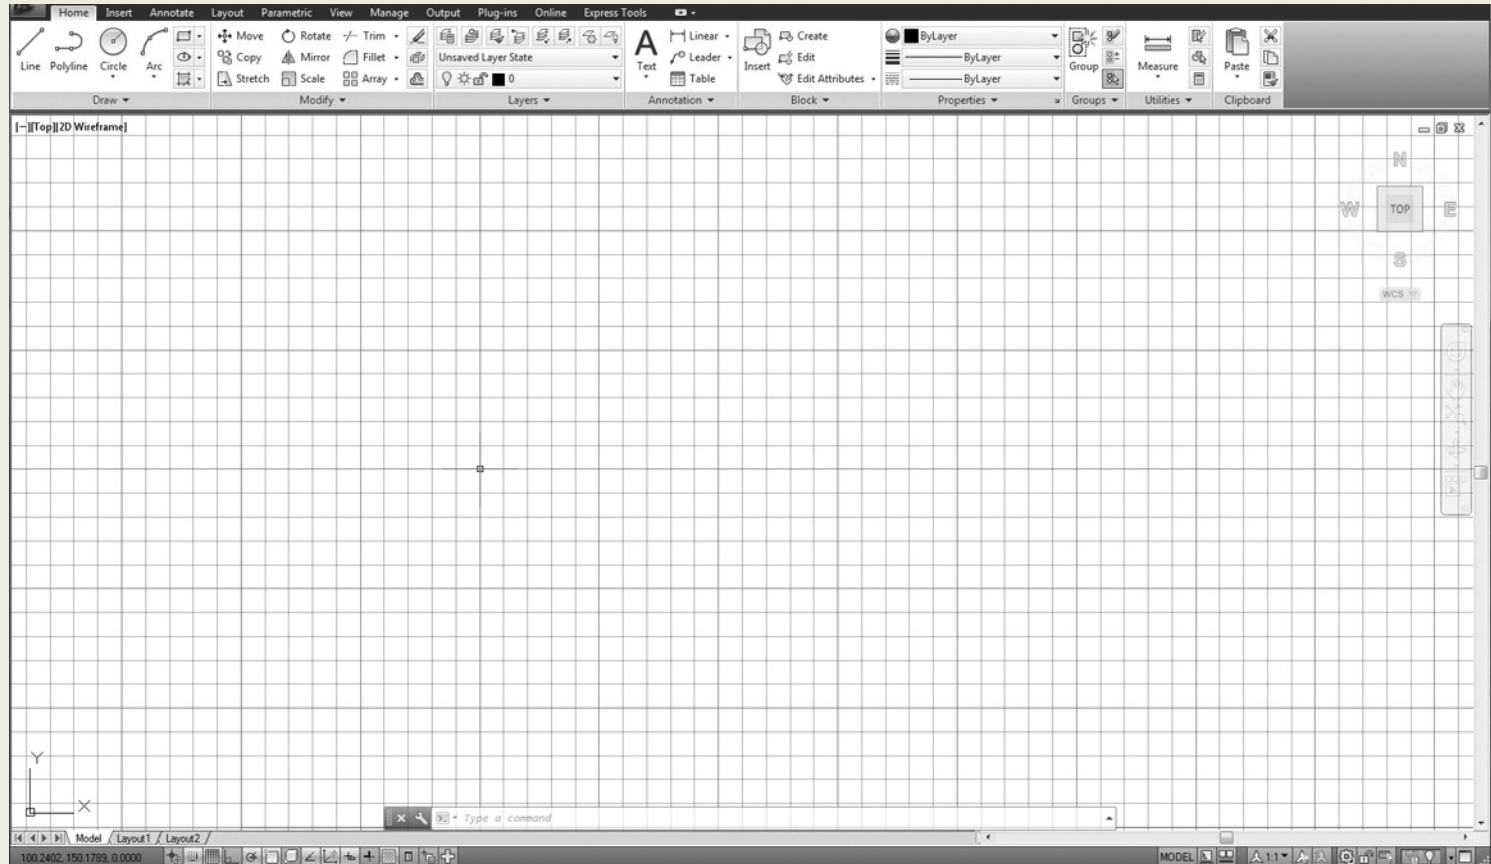 Home Insert Annotate Layout Parametric View Manage Output Plug-ins Online Express Tools
Move Rotate Trim Create ByLayer Linear
Line Polyline Circle Arc Copy Mirror Fillet Unsaved Layer State Text Leader Insert Edit ByLayer Group Measure Paste
Stretch Scale Array 0 Table Edit Attributes ByLayer
Draw Modify Layers Annotation Block Properties Groups Utilities Clipboard
[–][Top][2D Wireframe]
N
W TOP E
S
WCS
Y
X
Type a command
Model Layout1 Layout2
100.2402, 150.1789, 0.0000 MODEL 1:1